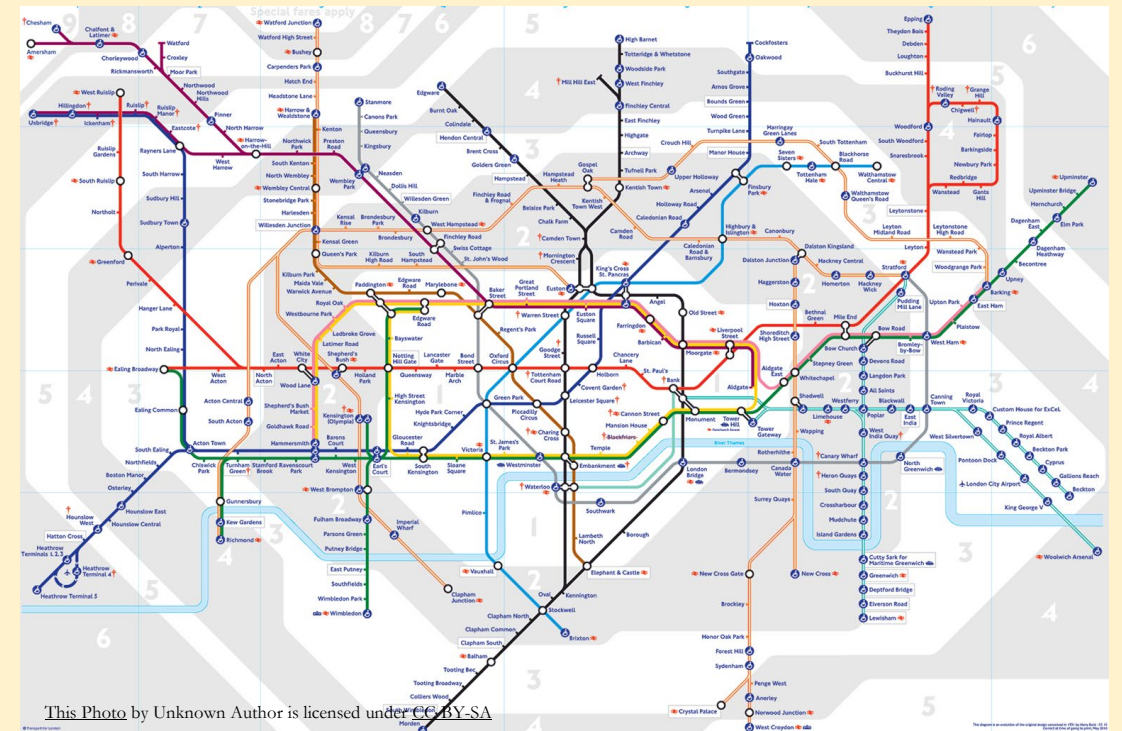 Special fares apply
Chesham
Chalfont &
Latimer
Amersham
Chorleywood
Rickmansworth
Watford
Croxley
Moor Park
Northwood
Northwood
Hills
Pinner
North Harrow
Harrow-
on-the-Hill
West
Harrow
Northwick
Park
Preston
Road
Wembley
Park
West Ruislip
Hillingdon
Uxbridge
Ickenham
Ruislip
Ruislip
Manor
Eastcote
Rayners Lane
Ruislip
Gardens
South Ruislip
Northolt
Greenford
Perivale
Hanger Lane
South Harrow
Sudbury Hill
Sudbury Town
Alperton
Park Royal
North Ealing
Ealing Broadway
Ealing Common
West
Acton
North
Acton
East
Acton
White
City
Acton Central
South Acton
South Ealing
Acton Town
Northfields
Boston Manor
Osterley
Hounslow East
Hounslow Central
Hounslow
West
Hatton Cross
Heathrow
Terminals 1, 2, 3
Heathrow
Terminal 4
Heathrow Terminal 5
Watford Junction
Watford High Street
Bushey
Carpenders Park
Hatch End
Headstone Lane
Harrow &
Wealdstone
Kenton
South Kenton
North Wembley
Wembley Central
Stonebridge Park
Harlesden
Willesden Junction
Kensal Green
Queen's Park
Kilburn Park
Maida Vale
Warwick Avenue
Stanmore
Canons Park
Queensbury
Kingsbury
Neasden
Dollis Hill
Willesden Green
Kilburn
West Hampstead
Finchley Road
Swiss Cottage
St. John's Wood
Kensal
Rise
Brondesbury
Park
Brondesbury
Kilburn
High Road
South
Hampstead
Finchley Road
& Frognal
Hampstead
Heath
Gospel
Oak
Kentish
Town West
Camden
Road
Caledonian
Road &
Barnsbury
Highbury &
Islington
Canonbury
Edgware
Burnt Oak
Colindale
Hendon Central
Brent Cross
Golders Green
Hampstead
Belsize Park
Chalk Farm
Camden Town
Mornington
Crescent
Euston
High Barnet
Totteridge & Whetstone
Woodside Park
West Finchley
Mill Hill East
Finchley Central
East Finchley
Highgate
Archway
Tufnell Park
Kentish Town
Cockfosters
Oakwood
Southgate
Arnos Grove
Bounds Green
Wood Green
Turnpike Lane
Manor House
Finsbury
Park
Arsenal
Holloway Road
Caledonian Road
King's Cross
St. Pancras
Crouch Hill
Upper Holloway
Harringay
Green Lanes
South Tottenham
Seven
Sisters
Tottenham
Hale
Blackhorse
Road
Walthamstow
Central
Walthamstow
Queen's Road
Leyton
Midland Road
Leytonstone
High Road
Wanstead Park
Woodgrange Park
Epping
Theydon Bois
Debden
Loughton
Buckhurst Hill
Roding
Valley
Grange
Hill
Chigwell
Hainault
Fairlop
Barkingside
Newbury Park
Redbridge
Gants
Hill
Wanstead
Woodford
South Woodford
Snaresbrook
Leytonstone
Leyton
Stratford
Upminster
Upminster Bridge
Hornchurch
Elm Park
Dagenham
East
Dagenham
Heathway
Becontree
Upney
Barking
East Ham
Upton Park
Plaistow
West Ham
Bromley-
by-Bow
Bow Road
Mile End
Bethnal
Green
Stepney Green
Whitechapel
Aldgate
East
Aldgate
Liverpool
Street
Moorgate
Barbican
Farringdon
Euston
Square
Great
Portland
Street
Baker
Street
Marylebone
Edgware
Road
Paddington
Edgware
Road
Royal Oak
Westbourne Park
Ladbroke Grove
Latimer Road
Shepherd's
Bush
Wood Lane
Shepherd's Bush
Market
Goldhawk Road
Hammersmith
Holland
Park
Notting
Hill Gate
Bayswater
Queensway
Lancaster
Gate
Marble
Arch
Bond
Street
Oxford
Circus
Tottenham
Court Road
Holborn
Chancery
Lane
St. Paul's
Bank
Regent's Park
Warren Street
Goodge
Street
Russell
Square
Angel
Old Street
Covent Garden
Leicester Square
Piccadilly
Circus
Green Park
Hyde Park Corner
Knightsbridge
High Street
Kensington
Kensington
(Olympia)
Barons
Court
Gloucester
Road
West
Kensington
Earl's
Court
South
Kensington
Sloane
Square
Victoria
St. James's
Park
Westminster
Charing
Cross
Embankment
Temple
Blackfriars
Mansion House
Cannon Street
Monument
Tower
Hill
Fenchurch Street
Tower
Gateway
River Thames
Chiswick
Park
Turnham
Green
Stamford
Brook
Ravenscourt
Park
Gunnersbury
Kew Gardens
Richmond
West Brompton
Fulham Broadway
Parsons Green
Putney Bridge
East Putney
Southfields
Wimbledon Park
Wimbledon
Imperial
Wharf
Clapham
Junction
Pimlico
Vauxhall
Stockwell
Brixton
Waterloo
Southwark
Lambeth
North
Elephant & Castle
Borough
London
Bridge
Bermondsey
Canada
Water
Kennington
Oval
Clapham North
Clapham Common
Clapham South
Balham
Tooting Bec
Tooting Broadway
Colliers Wood
South Wimbledon
Morden
Dalston Kingsland
Dalston Junction
Hackney Central
Homerton
Hackney
Wick
Haggerston
Hoxton
Shoreditch
High Street
Shadwell
Wapping
Rotherhithe
Surrey Quays
New Cross Gate
New Cross
Brockley
Honor Oak Park
Forest Hill
Sydenham
Penge West
Anerley
Crystal Palace
Norwood Junction
West Croydon
Pudding
Mill Lane
Bow Church
Devons Road
Langdon Park
All Saints
Limehouse
Westferry
Poplar
Blackwall
East
India
Canning
Town
West
India Quay
Canary Wharf
Heron Quays
South Quay
Crossharbour
Mudchute
Island Gardens
Cutty Sark for
Maritime Greenwich
Greenwich
Deptford Bridge
Elverson Road
Lewisham
North
Greenwich
Royal
Victoria
Custom House for ExCeL
Prince Regent
Royal Albert
Beckton Park
Cyprus
Gallions Reach
Beckton
West Silvertown
Pontoon Dock
London City Airport
King George V
Woolwich Arsenal
This Photo by Unknown Author is licensed under CC BY-SA